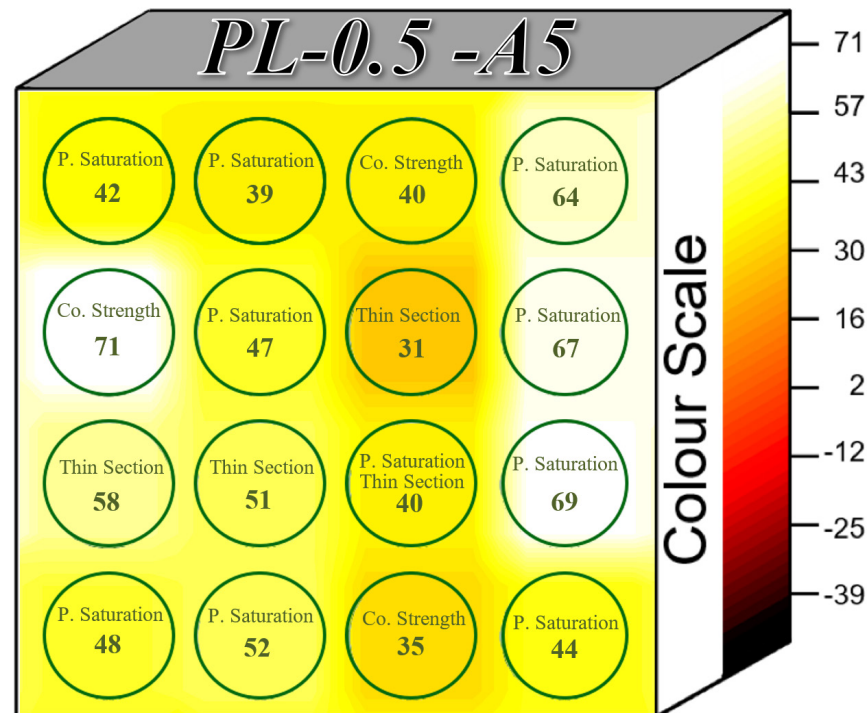 PL-0.5 -A5
P. Saturation
42
P. Saturation
39
Co. Strength
40
P. Saturation
64
Co. Strength
71
P. Saturation
47
Thin Section
31
P. Saturation
67
Thin Section
58
Thin Section
51
P. Saturation
Thin Section
40
P. Saturation
69
P. Saturation
48
P. Saturation
52
Co. Strength
35
P. Saturation
44
Colour Scale
71
57
43
30
16
2
-12
-25
-39